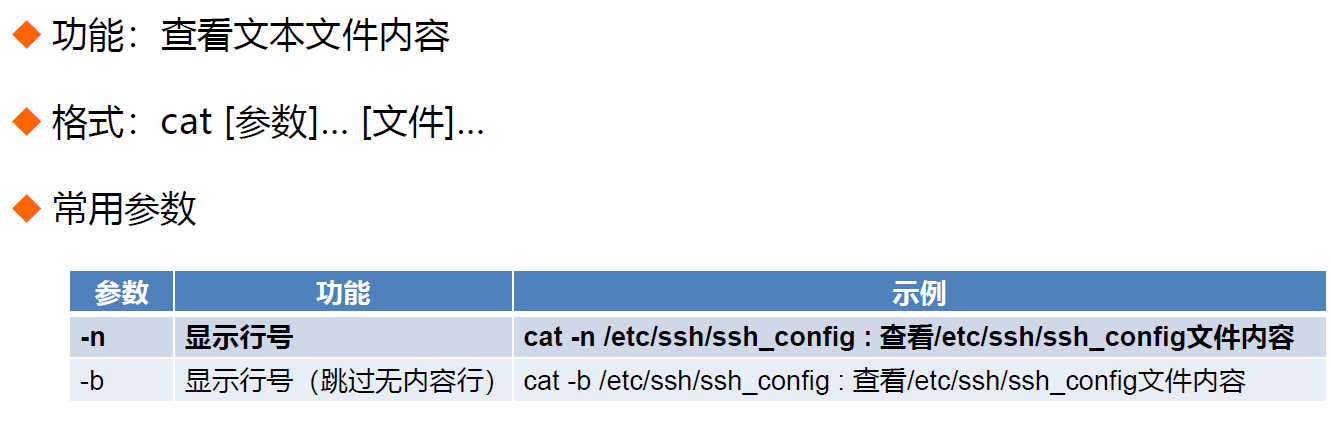 功能：查看文本文件内容
格式：cat [参数]... [文件]...
常用参数
参数 功能 示例
-n 显示行号 cat -n /etc/ssh/ssh_config : 查看/etc/ssh/ssh_config文件内容
-b 显示行号（跳过无内容行） cat -b /etc/ssh/ssh_config : 查看/etc/ssh/ssh_config文件内容